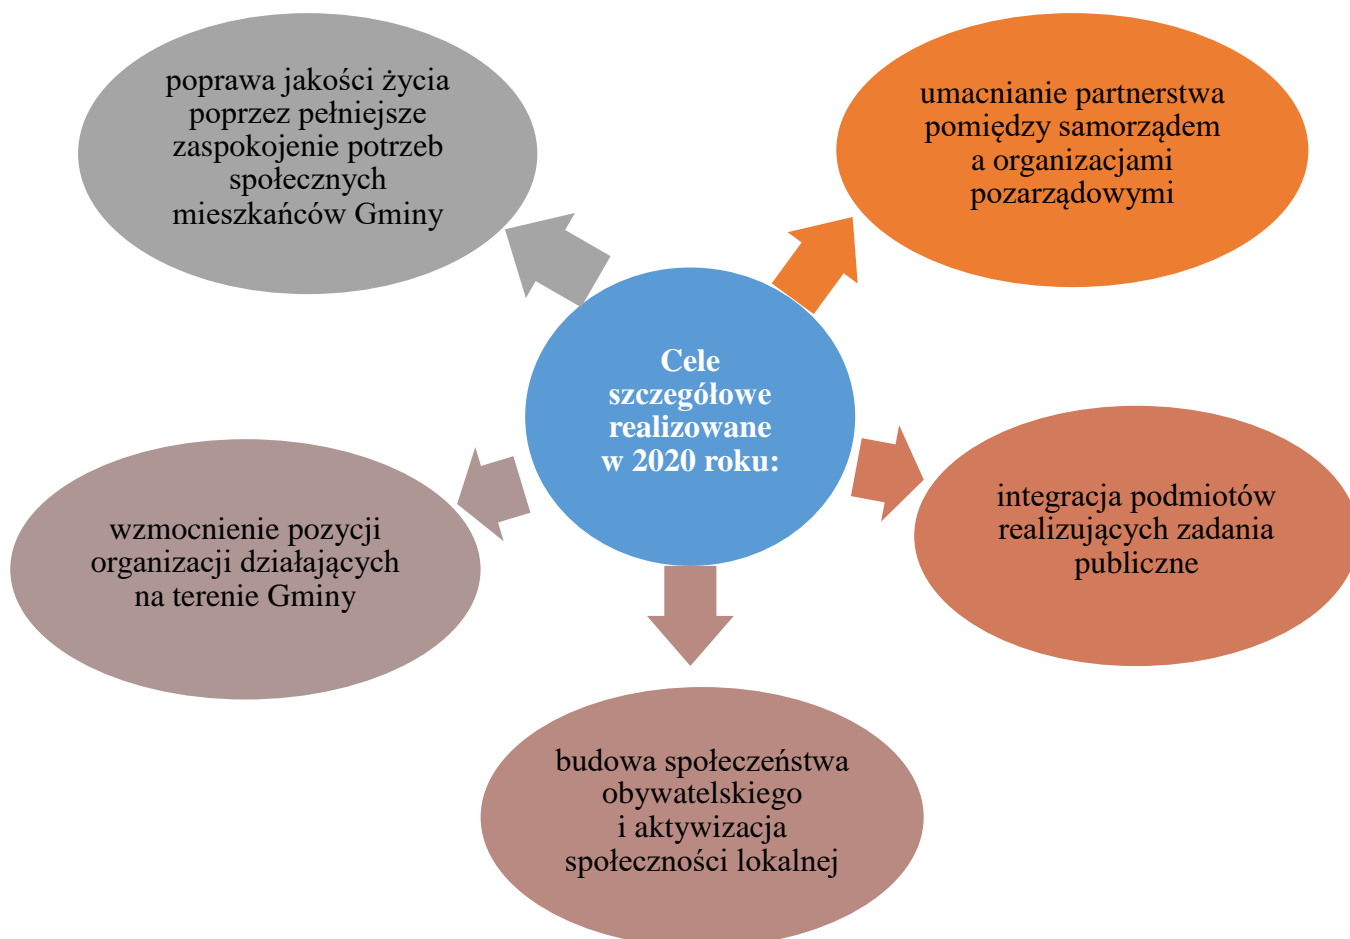 poprawa jakości życia
poprzez pełniejsze
zaspokojenie potrzeb
społecznych
mieszkańców Gminy
umacnianie partnerstwa
pomiędzy samorządem
a organizacjami
pozarządowymi
Cele
szczegółowe
realizowane
w 2020 roku:
integracja podmiotów
realizujących zadania
publiczne
wzmocnienie pozycji
organizacji działających
na terenie Gminy
budowa społeczeństwa
obywatelskiego
i aktywizacja
społeczności lokalnej